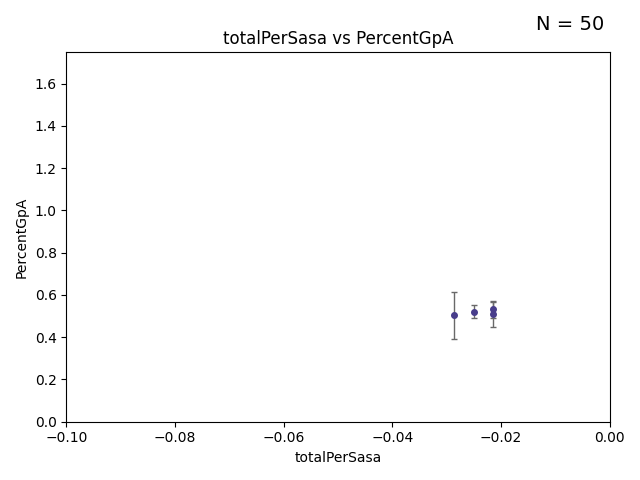 N = 50
totalPerSasa vs PercentGpA
PercentGpA
1.6
1.4
1.2
1.0
0.8
0.6
0.4
0.2
0.0
−0.10 −0.08 −0.06 −0.04 −0.02 0.00
totalPerSasa